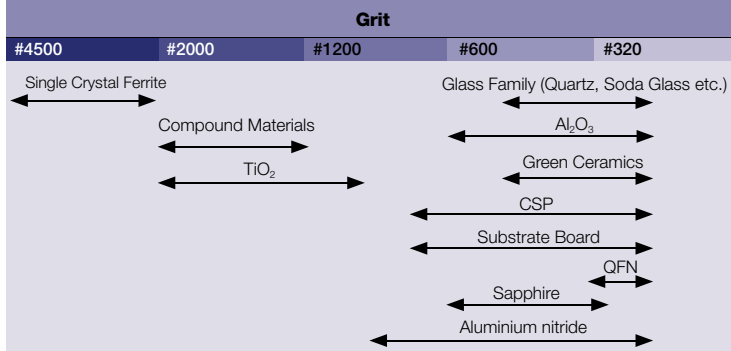 Grit
#4500 #2000 #1200 #600 #320
Single Crystal Ferrite
Glass Family (Quartz, Soda Glass etc.)
Compound Materials
Al₂O₃
TiO₂
Green Ceramics
CSP
Substrate Board
QFN
Sapphire
Aluminium nitride